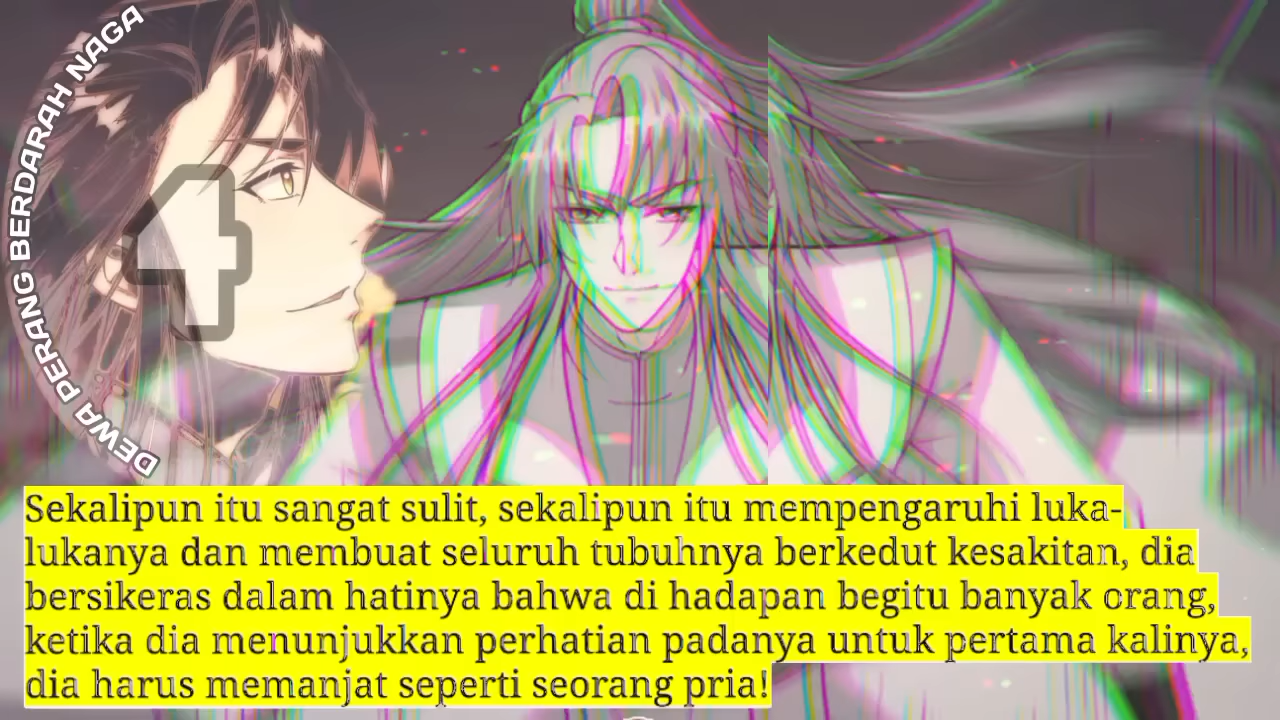 DEWA PERANG BERDARAH NAGA
4
Sekalipun itu sangat sulit, sekalipun itu mempengaruhi luka-
lukanya dan membuat seluruh tubuhnya berkedut kesakitan, dia
bersikeras dalam hatinya bahwa di hadapan begitu banyak orang,
ketika dia menunjukkan perhatian padanya untuk pertama kalinya,
dia harus memanjat seperti seorang pria!